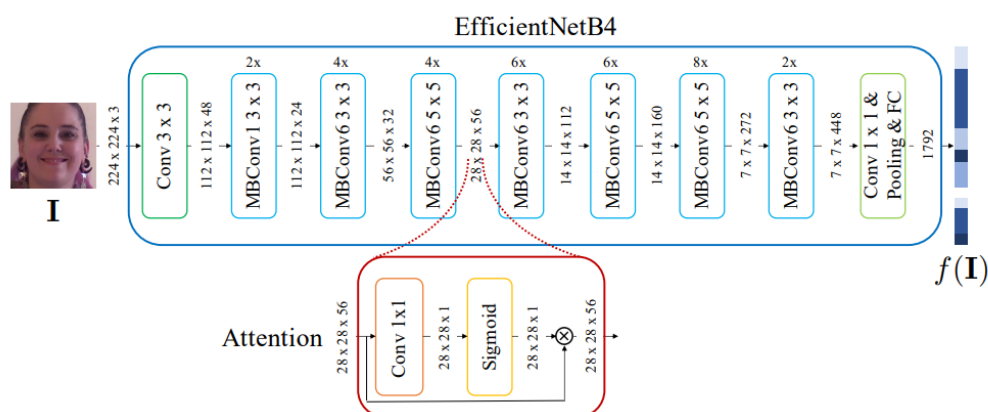 EfficientNetB4
2x
4x
4x
6x
6x
8x
2x
I
224 x 224 x 3
Conv 3 x 3
112 x 112 x 48
MBConv1 3 x 3
112 x 112 x 24
MBConv6 3 x 3
56 x 56 x 32
MBConv6 5 x 5
28 x 28 x 56
MBConv6 3 x 3
14 x 14 x 112
MBConv6 5 x 5
14 x 14 x 160
MBConv6 5 x 5
7 x 7 x 272
MBConv6 3 x 3
7 x 7 x 448
Conv 1 x 1 &
Pooling & FC
1792
f(I)
Attention
28 x 28 x 56
Conv 1x1
28 x 28 x 1
Sigmoid
28 x 28 x 1
28 x 28 x 56